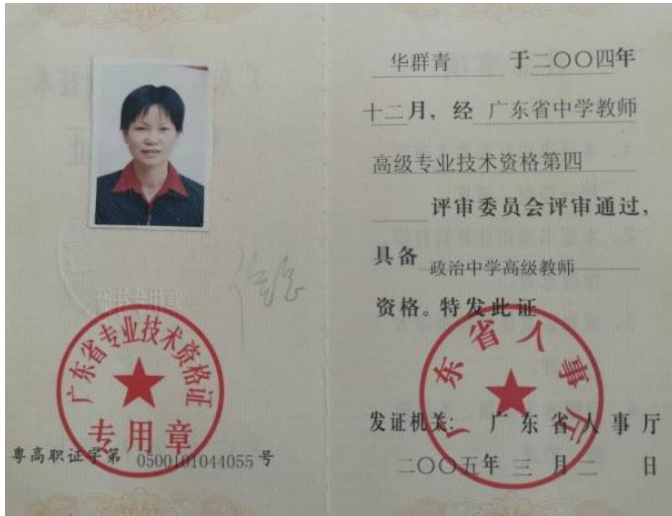 广东省专业技术资格证
专用章
粤高职证字第 0500101044055 号
华群青 于二〇〇四年
十二月，经 广东省中学教师
高级专业技术资格第四
评审委员会评审通过，
具备 政治中学高级教师
资格。特发此证
广东省人事厅
发证机关： 广东省人事厅
二〇〇五年 三 月 二 日